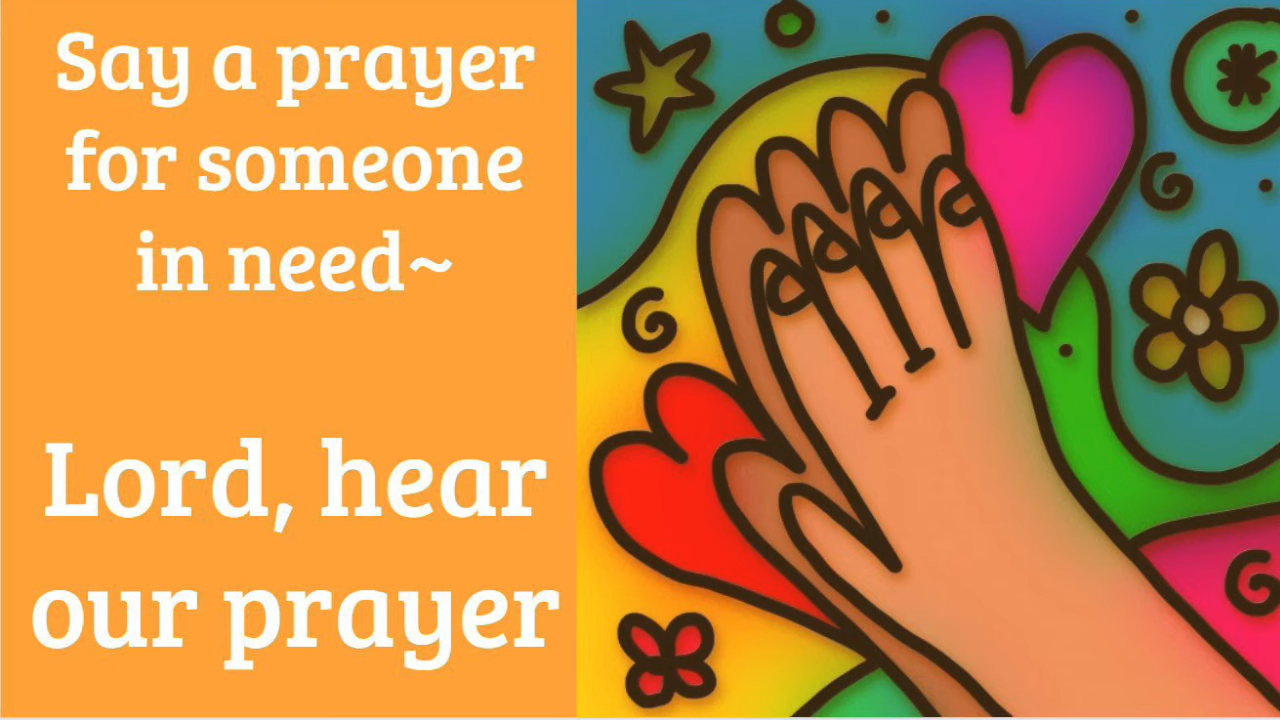 Say a prayer
for someone
in need~
Lord, hear
our prayer